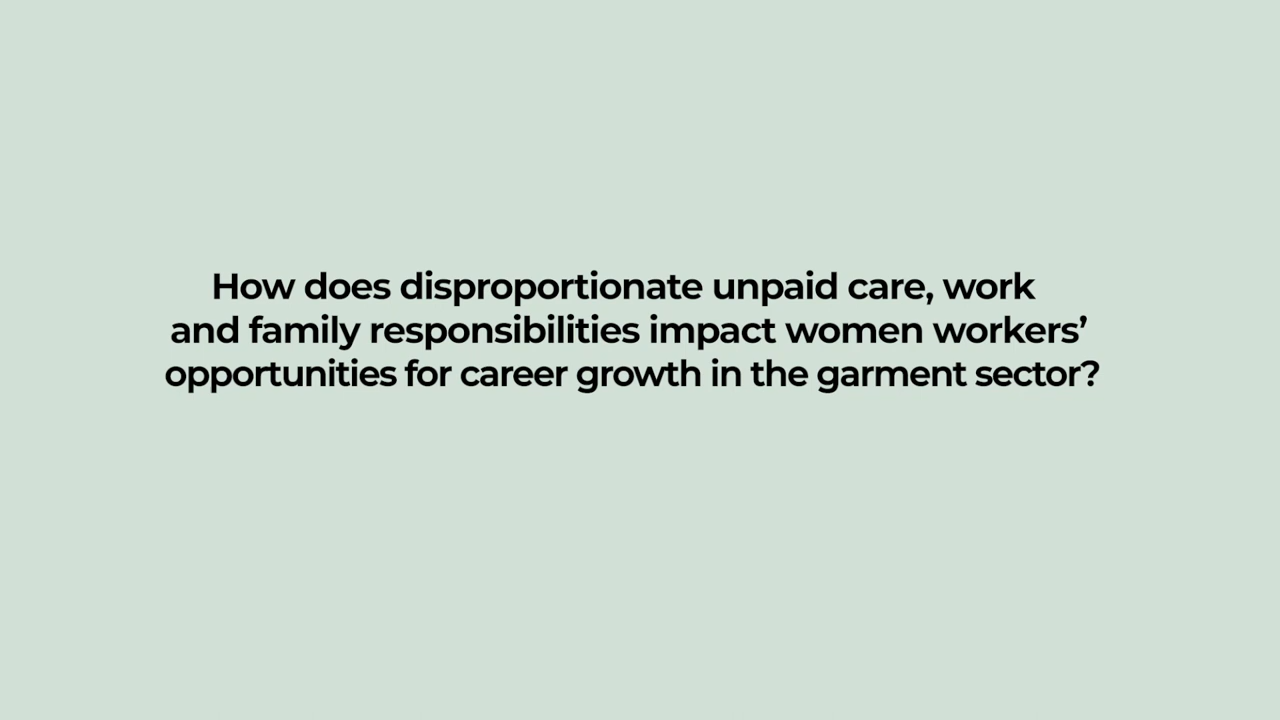 How does disproportionate unpaid care, work
and family responsibilities impact women workers’
opportunities for career growth in the garment sector?